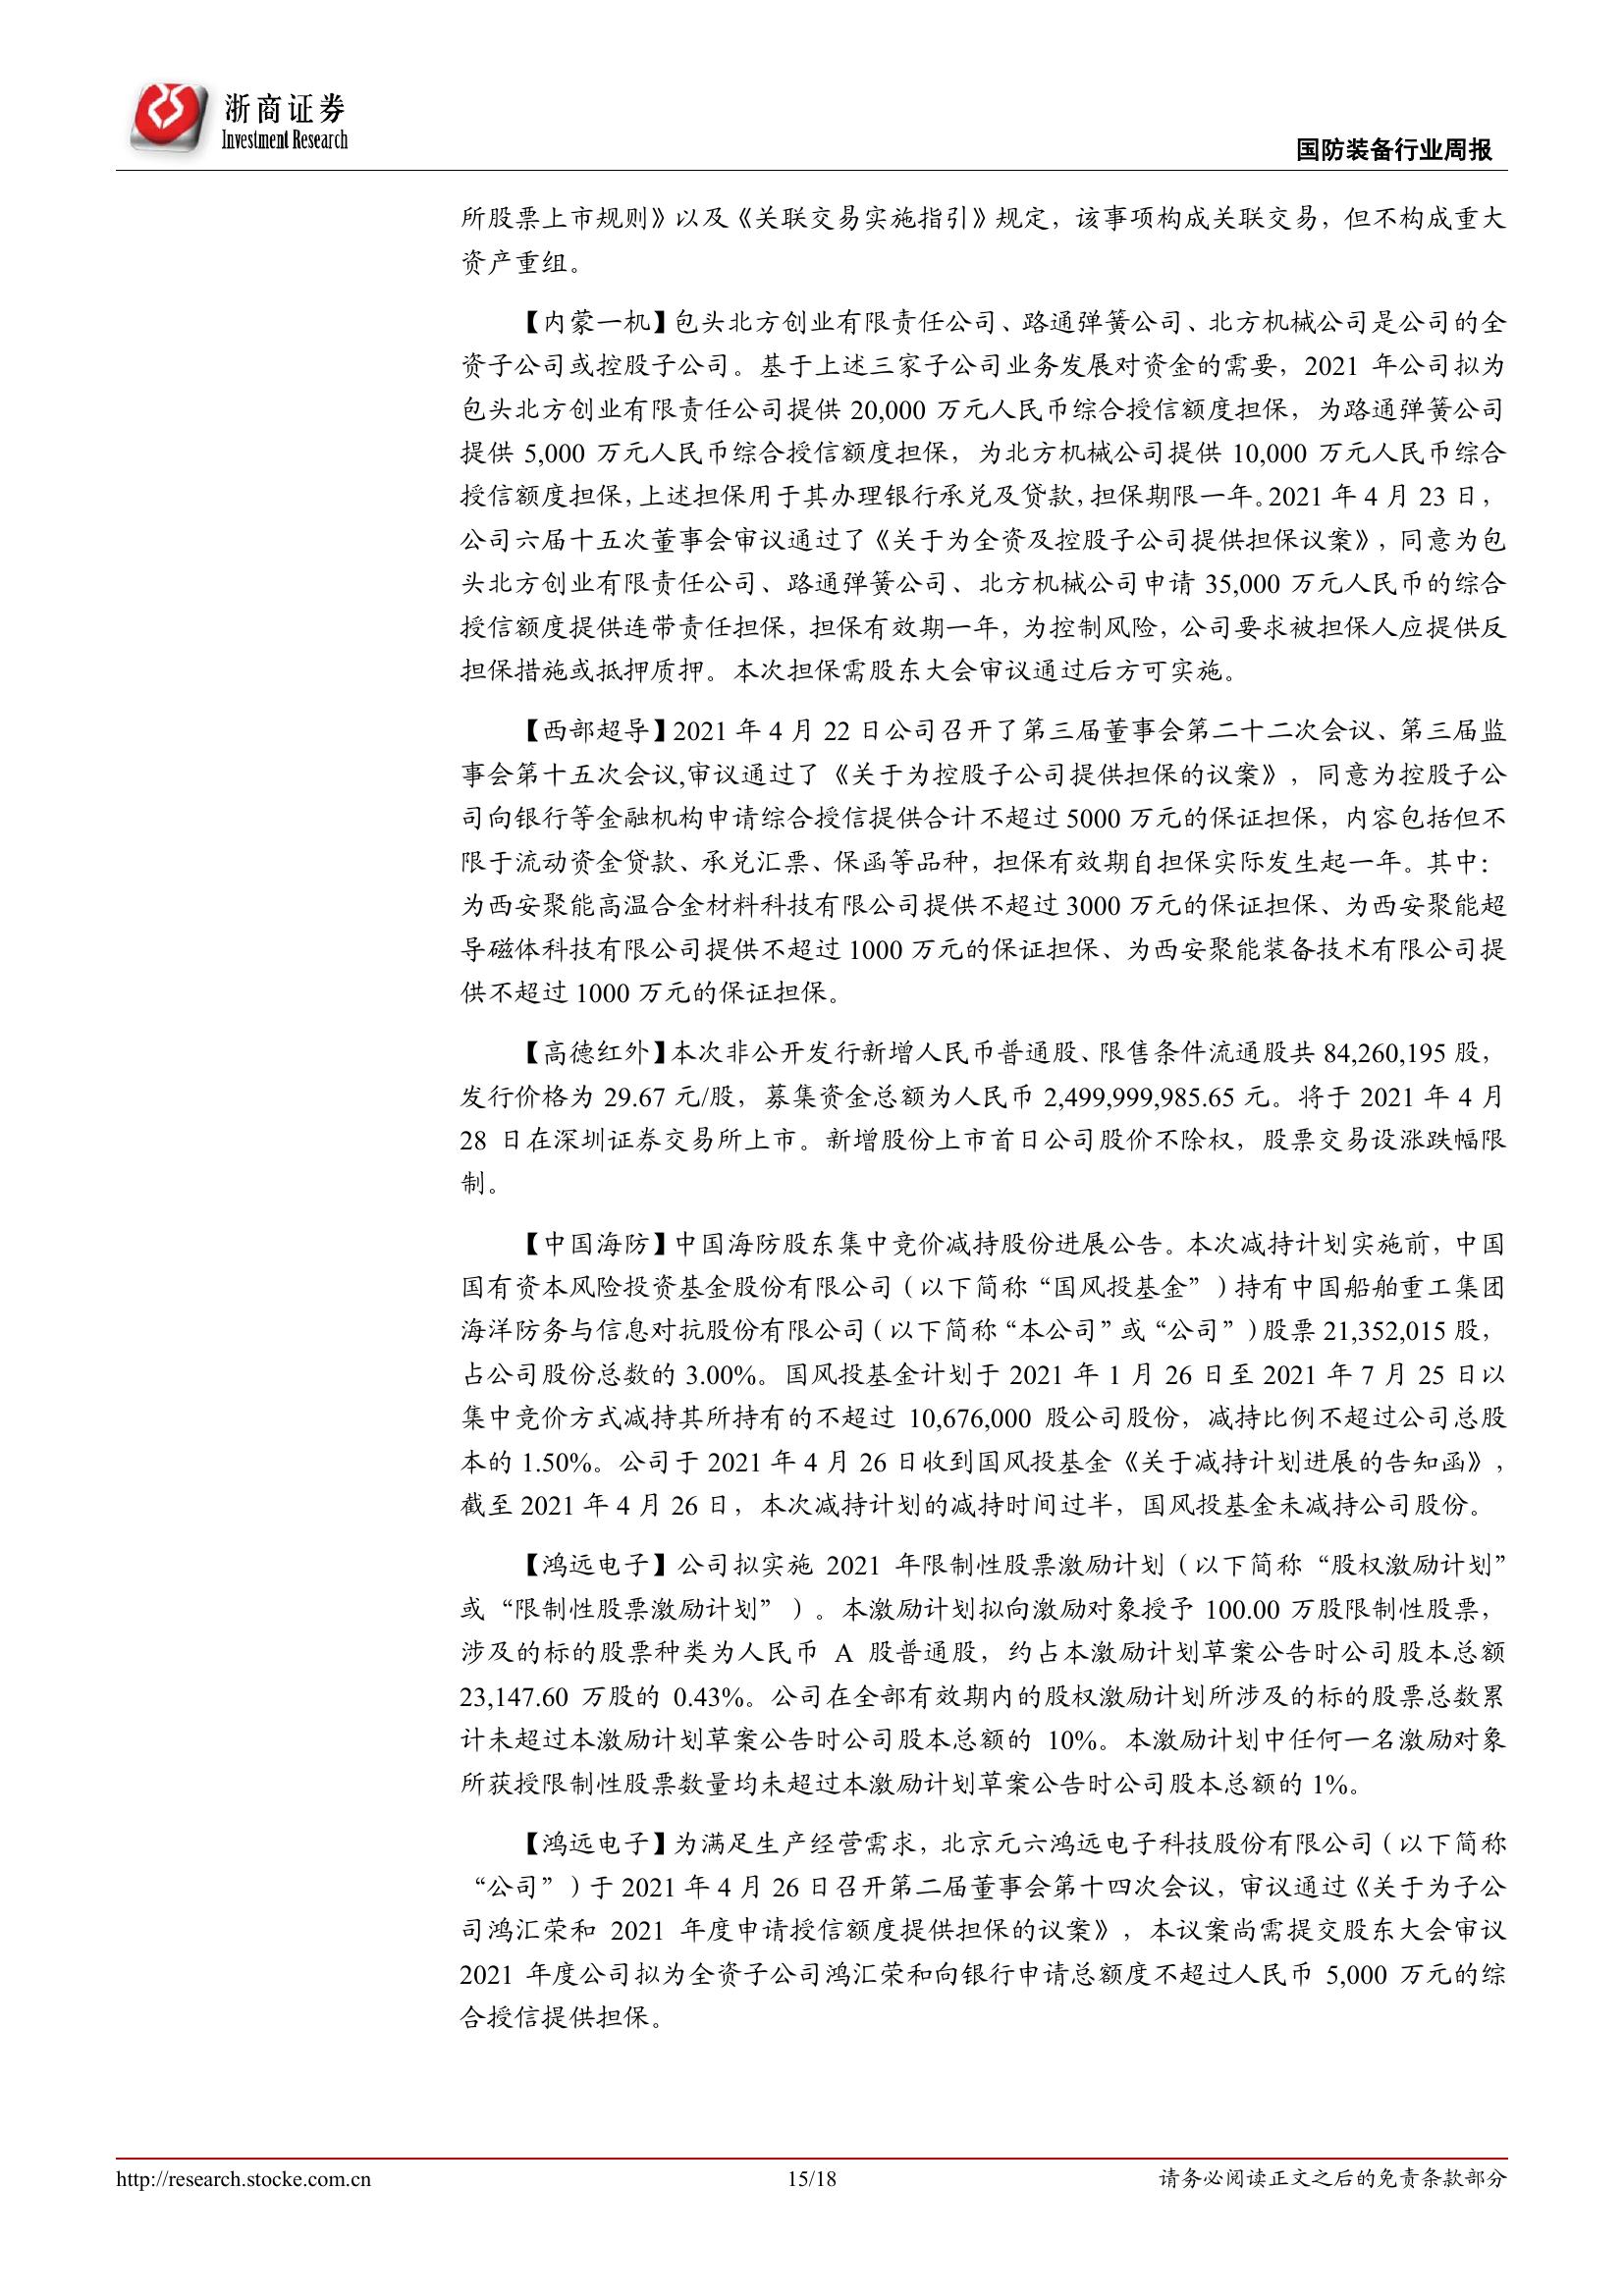 浙商证券
Investment Research
国防装备行业周报
所股票上市规则》以及《关联交易实施指引》规定，该事项构成关联交易，但不构成重大
资产重组。
【内蒙一机】包头北方创业有限责任公司、路通弹簧公司、北方机械公司是公司的全
资子公司或控股子公司。基于上述三家子公司业务发展对资金的需要，2021 年公司拟为
包头北方创业有限责任公司提供 20,000 万元人民币综合授信额度担保，为路通弹簧公司
提供 5,000 万元人民币综合授信额度担保，为北方机械公司提供 10,000 万元人民币综合
授信额度担保，上述担保用于其办理银行承兑及贷款，担保期限一年。2021 年 4 月 23 日，
公司六届十五次董事会审议通过了《关于为全资及控股子公司提供担保议案》，同意为包
头北方创业有限责任公司、路通弹簧公司、北方机械公司申请 35,000 万元人民币的综合
授信额度提供连带责任担保，担保有效期一年，为控制风险，公司要求被担保人应提供反
担保措施或抵押质押。本次担保需股东大会审议通过后方可实施。
【西部超导】2021 年 4 月 22 日公司召开了第三届董事会第二十二次会议、第三届监
事会第十五次会议,审议通过了《关于为控股子公司提供担保的议案》，同意为控股子公
司向银行等金融机构申请综合授信提供合计不超过 5000 万元的保证担保，内容包括但不
限于流动资金贷款、承兑汇票、保函等品种，担保有效期自担保实际发生起一年。其中：
为西安聚能高温合金材料科技有限公司提供不超过 3000 万元的保证担保、为西安聚能超
导磁体科技有限公司提供不超过 1000 万元的保证担保、为西安聚能装备技术有限公司提
供不超过 1000 万元的保证担保。
【高德红外】本次非公开发行新增人民币普通股、限售条件流通股共 84,260,195 股，
发行价格为 29.67 元/股，募集资金总额为人民币 2,499,999,985.65 元。将于 2021 年 4 月
28 日在深圳证券交易所上市。新增股份上市首日公司股价不除权，股票交易设涨跌幅限
制。
【中国海防】中国海防股东集中竞价减持股份进展公告。本次减持计划实施前，中国
国有资本风险投资基金股份有限公司（以下简称“国风投基金”）持有中国船舶重工集团
海洋防务与信息对抗股份有限公司（以下简称“本公司”或“公司”）股票 21,352,015 股，
占公司股份总数的 3.00%。国风投基金计划于 2021 年 1 月 26 日至 2021 年 7 月 25 日以
集中竞价方式减持其所持有的不超过 10,676,000 股公司股份，减持比例不超过公司总股
本的 1.50%。公司于 2021 年 4 月 26 日收到国风投基金《关于减持计划进展的告知函》，
截至 2021 年 4 月 26 日，本次减持计划的减持时间过半，国风投基金未减持公司股份。
【鸿远电子】公司拟实施 2021 年限制性股票激励计划（以下简称“股权激励计划”
或“限制性股票激励计划”）。本激励计划拟向激励对象授予 100.00 万股限制性股票，
涉及的标的股票种类为人民币 A 股普通股，约占本激励计划草案公告时公司股本总额
23,147.60 万股的 0.43%。公司在全部有效期内的股权激励计划所涉及的标的股票总数累
计未超过本激励计划草案公告时公司股本总额的 10%。本激励计划中任何一名激励对象
所获授限制性股票数量均未超过本激励计划草案公告时公司股本总额的 1%。
【鸿远电子】为满足生产经营需求，北京元六鸿远电子科技股份有限公司（以下简称
“公司”）于 2021 年 4 月 26 日召开第二届董事会第十四次会议，审议通过《关于为子公
司鸿汇荣和 2021 年度申请授信额度提供担保的议案》，本议案尚需提交股东大会审议
2021 年度公司拟为全资子公司鸿汇荣和向银行申请总额度不超过人民币 5,000 万元的综
合授信提供担保。
http://research.stocke.com.cn
15/18
请务必阅读正文之后的免责条款部分